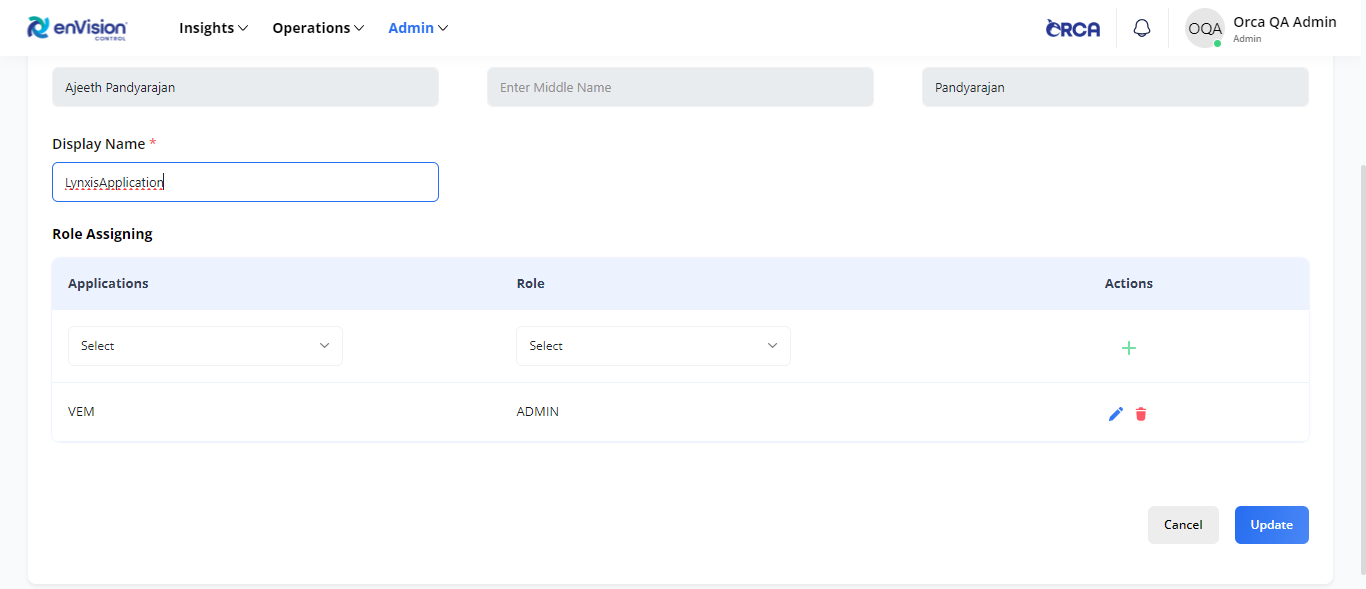 enVision CONTROL Insights Operations Admin ORCA OQA Orca QA Admin
Admin
Ajeeth Pandyarajan Enter Middle Name Pandyarajan
Display Name *
LynxisApplication
Role Assigning
Applications Role Actions
Select Select
VEM ADMIN
Cancel Update